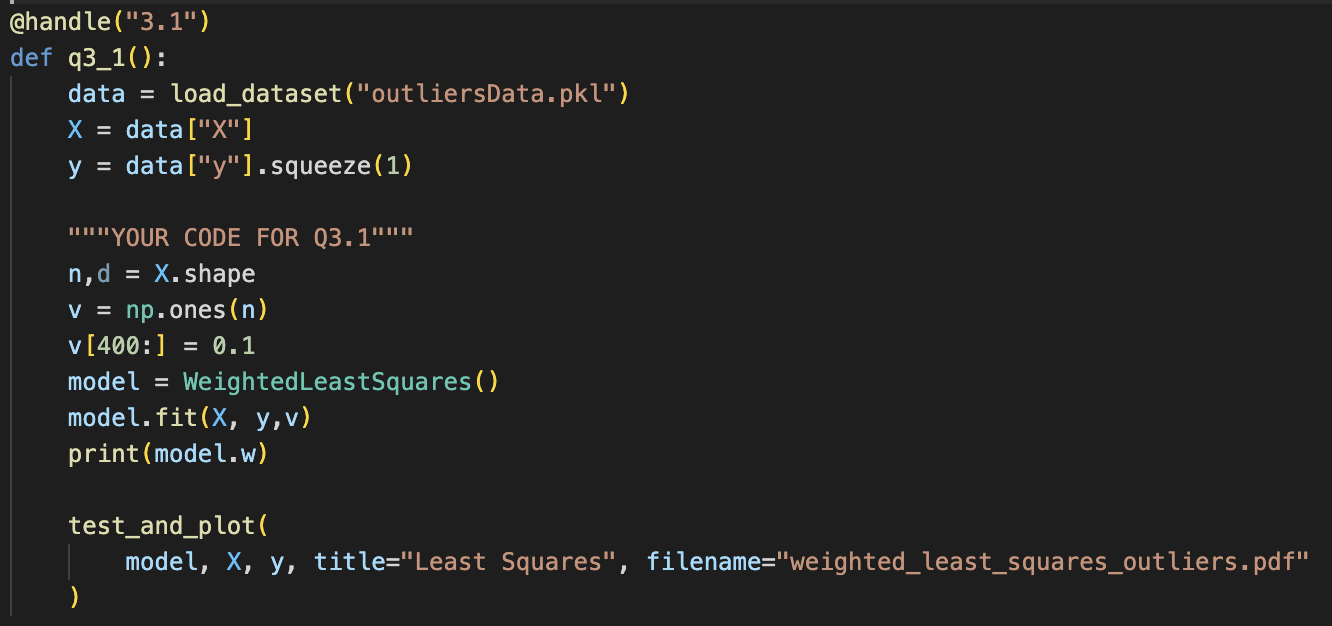 @handle("3.1")
def q3_1():
    data = load_dataset("outliersData.pkl")
    X = data["X"]
    y = data["y"].squeeze(1)

    """YOUR CODE FOR Q3.1"""
    n,d = X.shape
    v = np.ones(n)
    v[400:] = 0.1
    model = WeightedLeastSquares()
    model.fit(X, y,v)
    print(model.w)

    test_and_plot(
        model, X, y, title="Least Squares", filename="weighted_least_squares_outliers.pdf"
    )